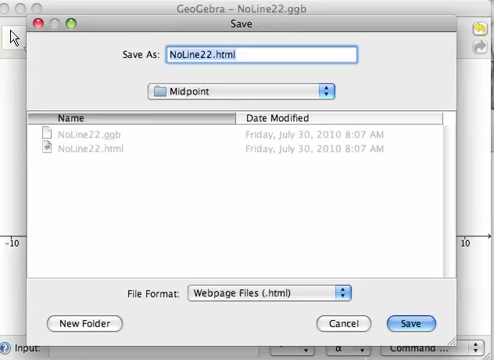 GeoGebra – NoLine22.ggb
Save
Save As: NoLine22.html
Midpoint
Name Date Modified
NoLine22.ggb Friday, July 30, 2010 8:07 AM
NoLine22.html Friday, July 30, 2010 8:07 AM
-10 10
File Format: Webpage Files (.html)
New Folder Cancel Save
Input: α Command ...